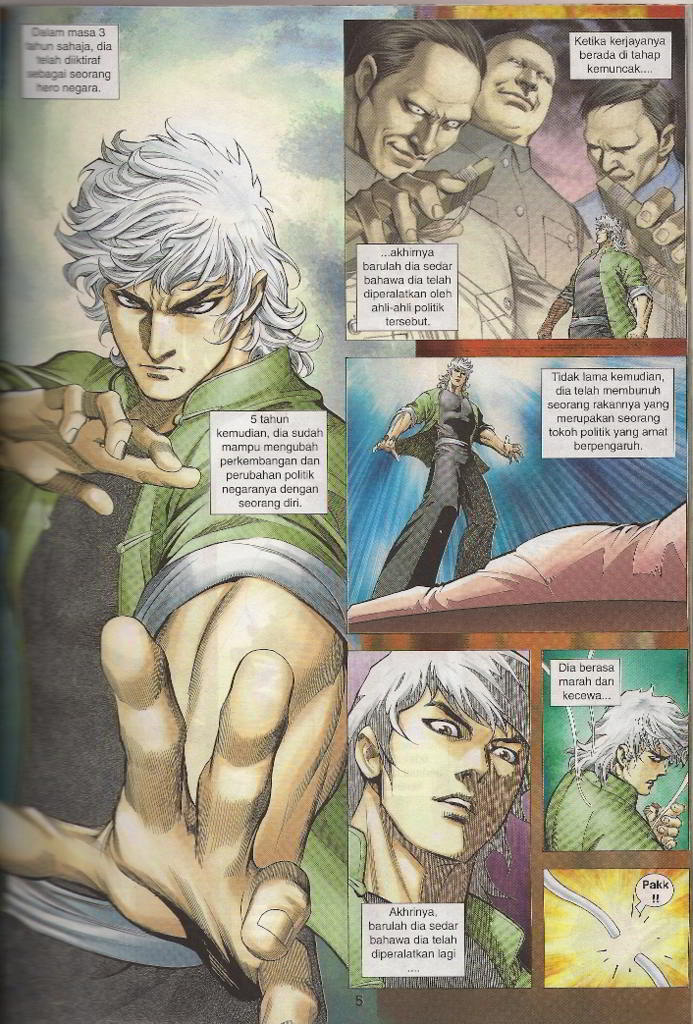 Dalam masa 3
tahun sahaja, dia
telah diiktiraf
sebagai seorang
hero negara.
5 tahun
kemudian, dia sudah
mampu mengubah
perkembangan dan
perubahan politik
negaranya dengan
seorang diri.
Ketika kerjayanya
berada di tahap
kemuncak....
...akhirnya
barulah dia sedar
bahawa dia telah
diperalatkan oleh
ahli-ahli politik
tersebut.
Tidak lama kemudian,
dia telah membunuh
seorang rakannya yang
merupakan seorang
tokoh politik yang amat
berpengaruh.
Akhrinya,
barulah dia sedar
bahawa dia telah
diperalatkan lagi
....
Dia berasa
marah dan
kecewa...
Pakk
!!
5